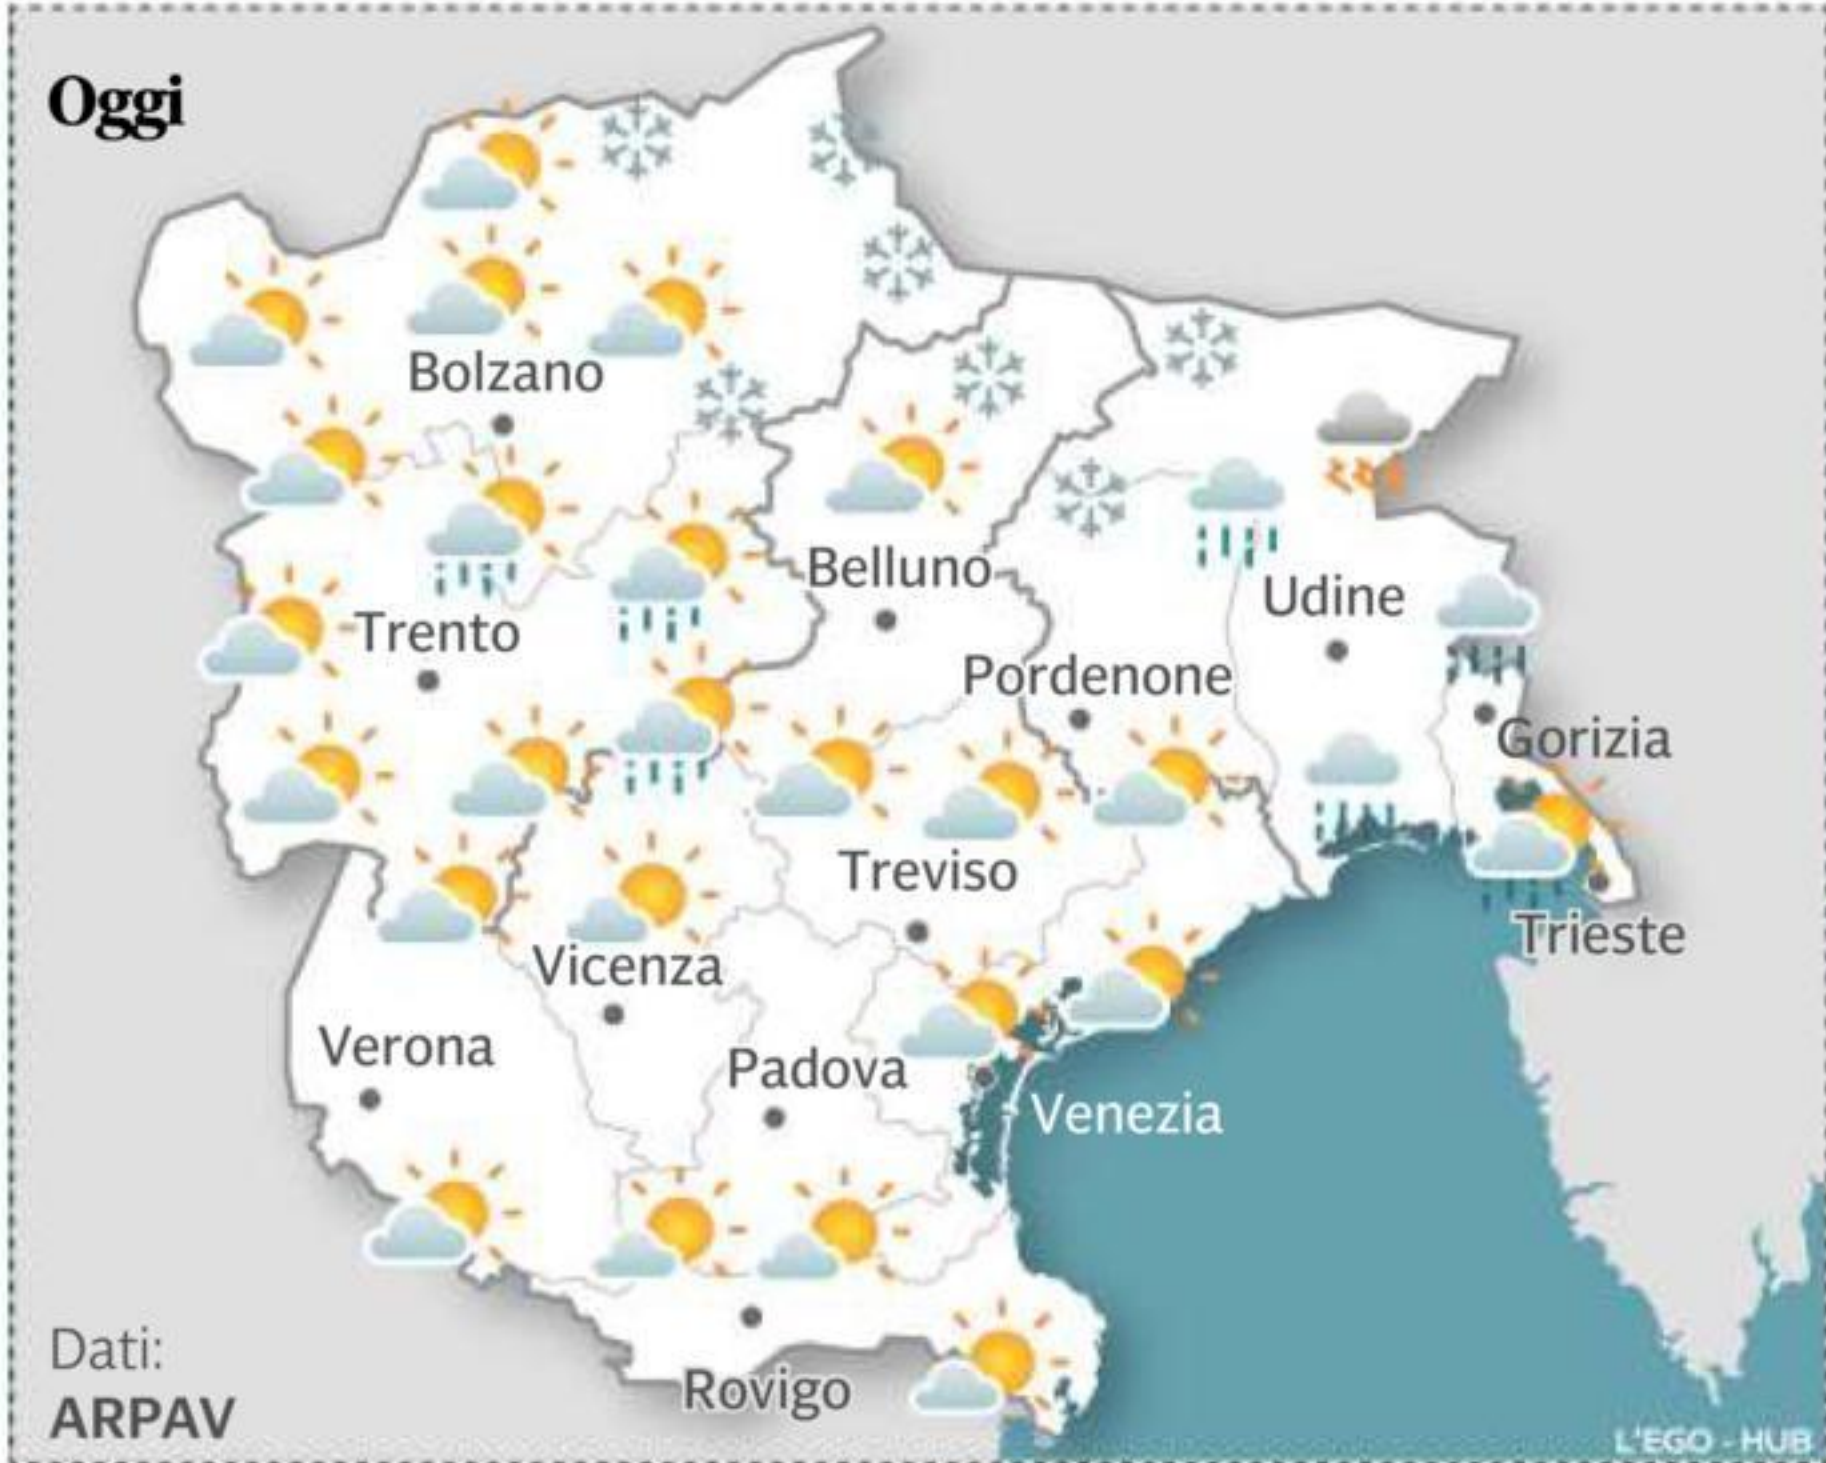 Oggi
Bolzano
Belluno
Udine
Trento
Pordenone
Gorizia
Treviso
Trieste
Vicenza
Verona
Padova
Venezia
Rovigo
Dati:
ARPAV
L'EGO - HUB